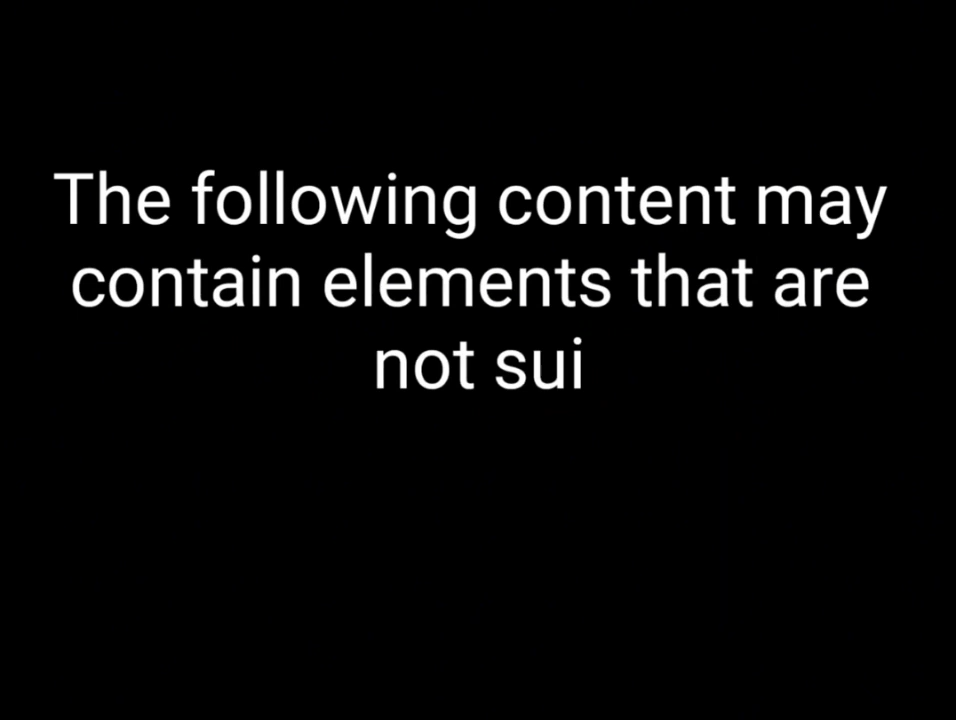 The following content may
contain elements that are
not sui